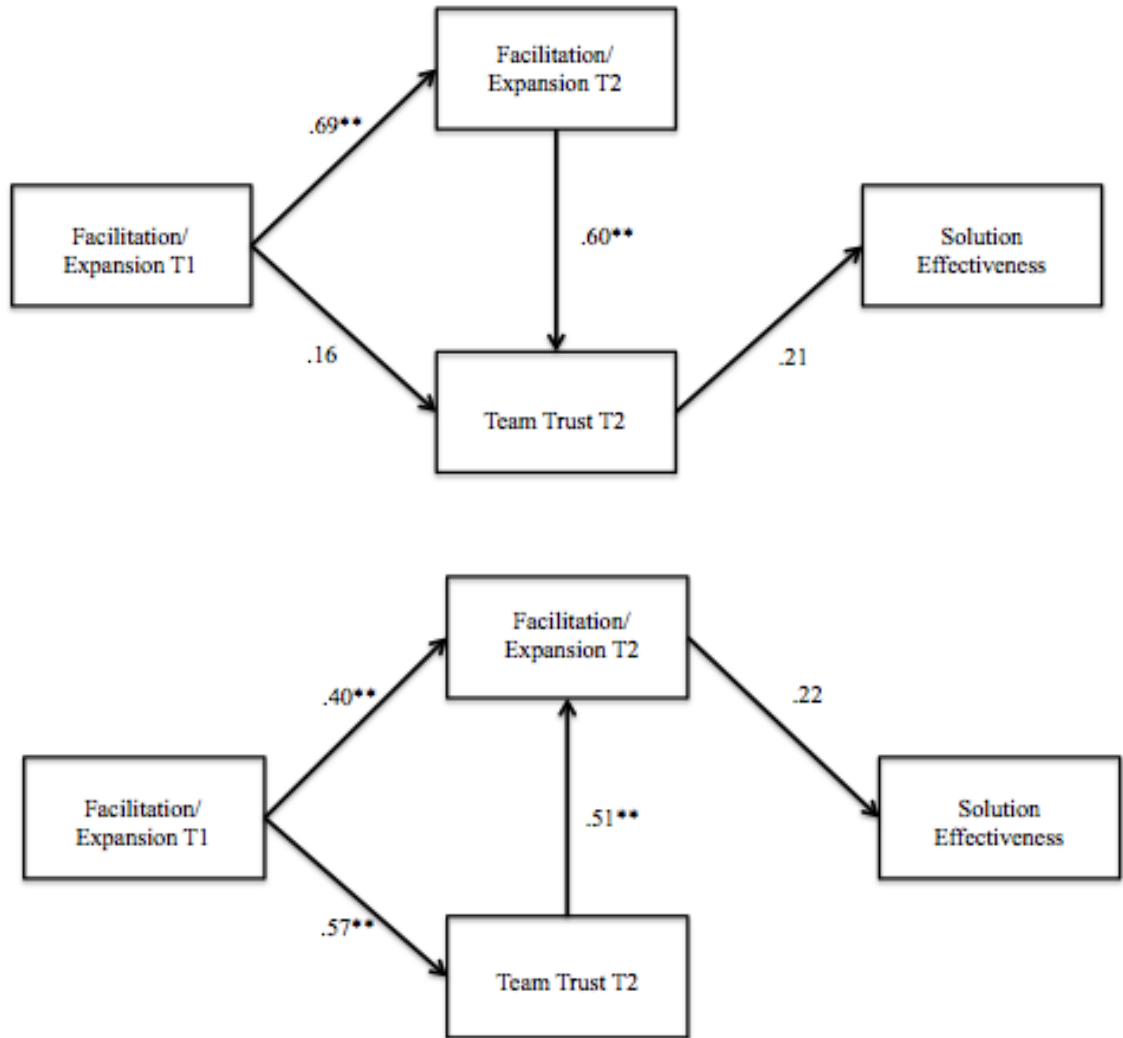 Facilitation/
Expansion T2
.69**
Facilitation/
Expansion T1
.60**
Solution
Effectiveness
.16
.21
Team Trust T2
Facilitation/
Expansion T2
.40**
.22
Facilitation/
Expansion T1
.51**
Solution
Effectiveness
.57**
Team Trust T2